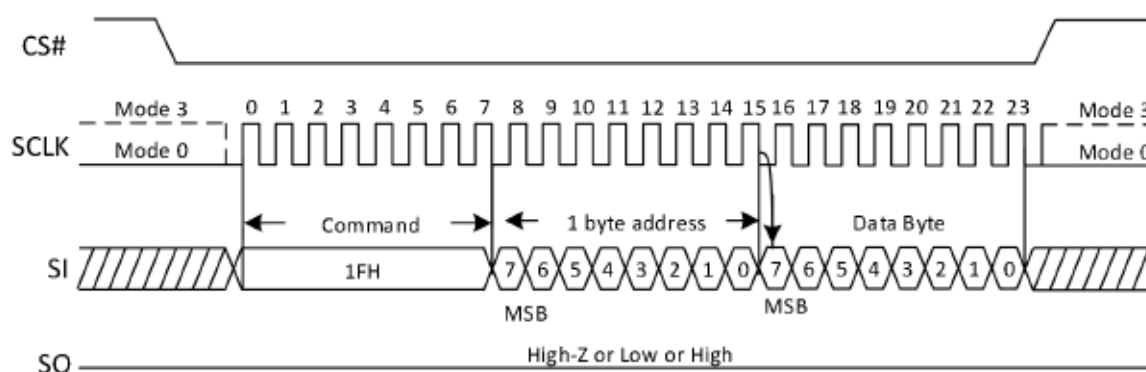 CS#
Mode 3 0 1 2 3 4 5 6 7 8 9 10 11 12 13 14 15 16 17 18 19 20 21 22 23 Mode 3
SCLK Mode 0 Mode 0
Command 1 byte address Data Byte
SI 1FH 7 6 5 4 3 2 1 0 7 6 5 4 3 2 1 0
MSB MSB
SO High-Z or Low or High